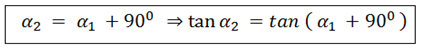 α₂ = α₁ + 90⁰ ⇒ tan α₂ = tan ( α₁ + 90⁰ )